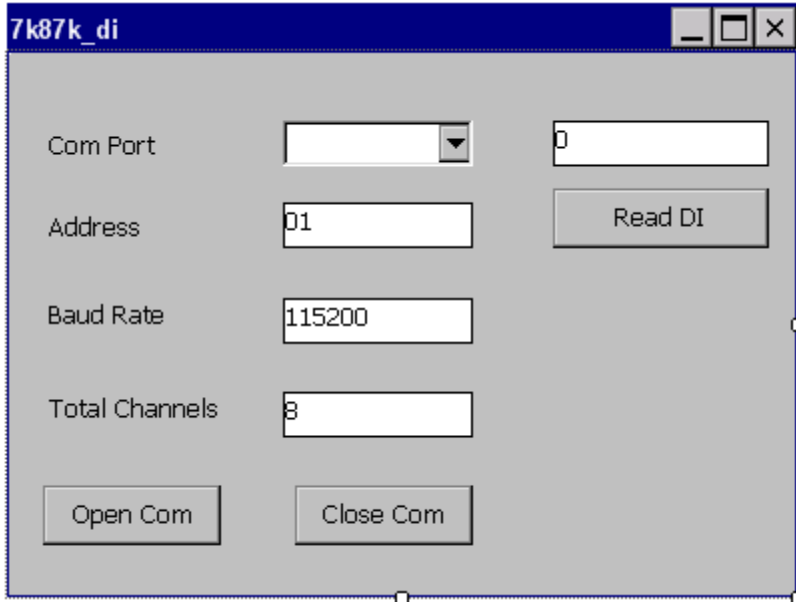 7k87k_di
Com Port
0
Address
01
Read DI
Baud Rate
115200
Total Channels
8
Open Com
Close Com